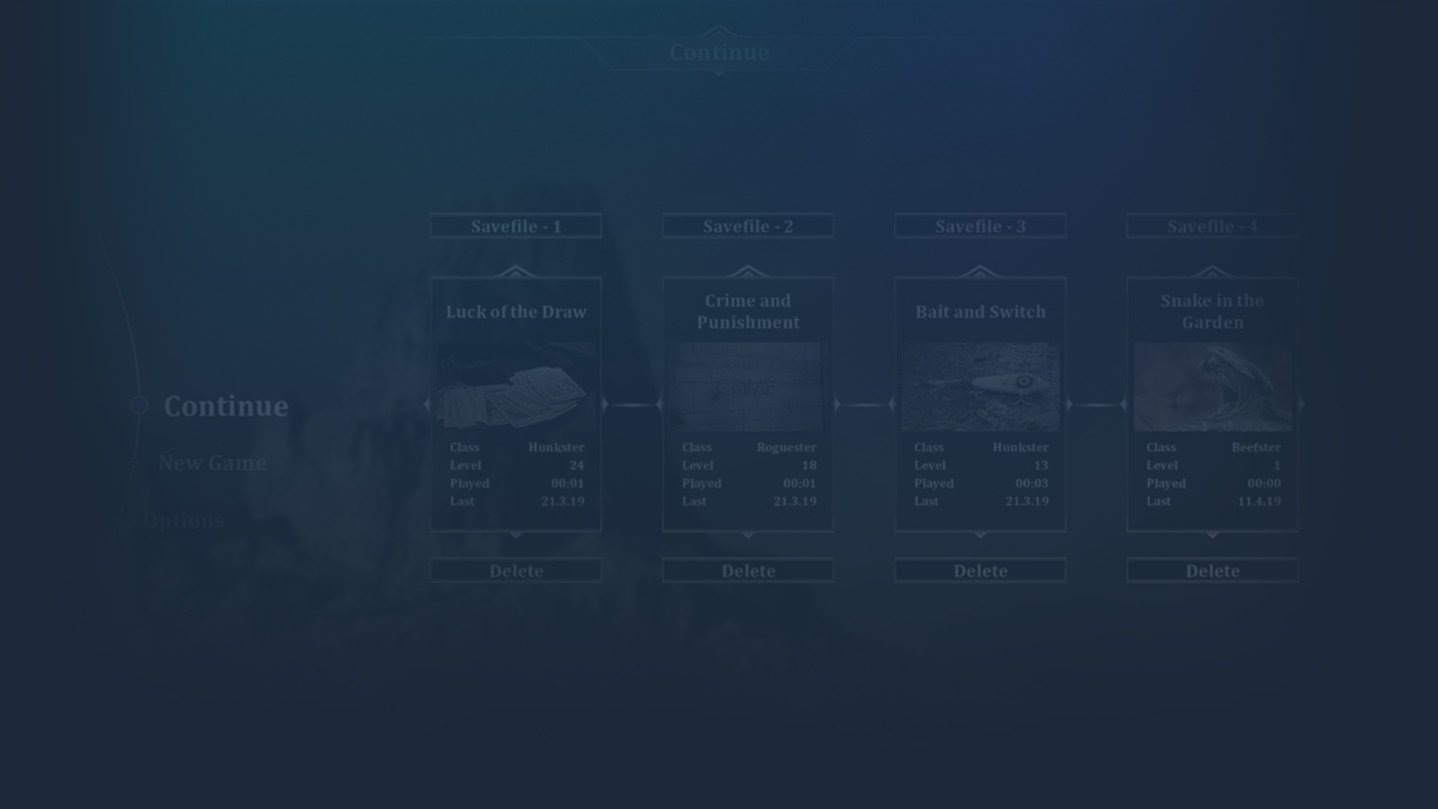 Continue
Savefile - 1
Savefile - 2
Savefile - 3
Savefile - 4
Luck of the Draw
Crime and
Punishment
Bait and Switch
Snake in the
Garden
CRIME
Continue
New Game
Options
Class Hunkster
Level 24
Played 00:01
Last 21.3.19
Class Roguester
Level 18
Played 00:01
Last 21.3.19
Class Hunkster
Level 13
Played 00:03
Last 21.3.19
Class Beefster
Level 1
Played 00:00
Last 11.4.19
Delete
Delete
Delete
Delete